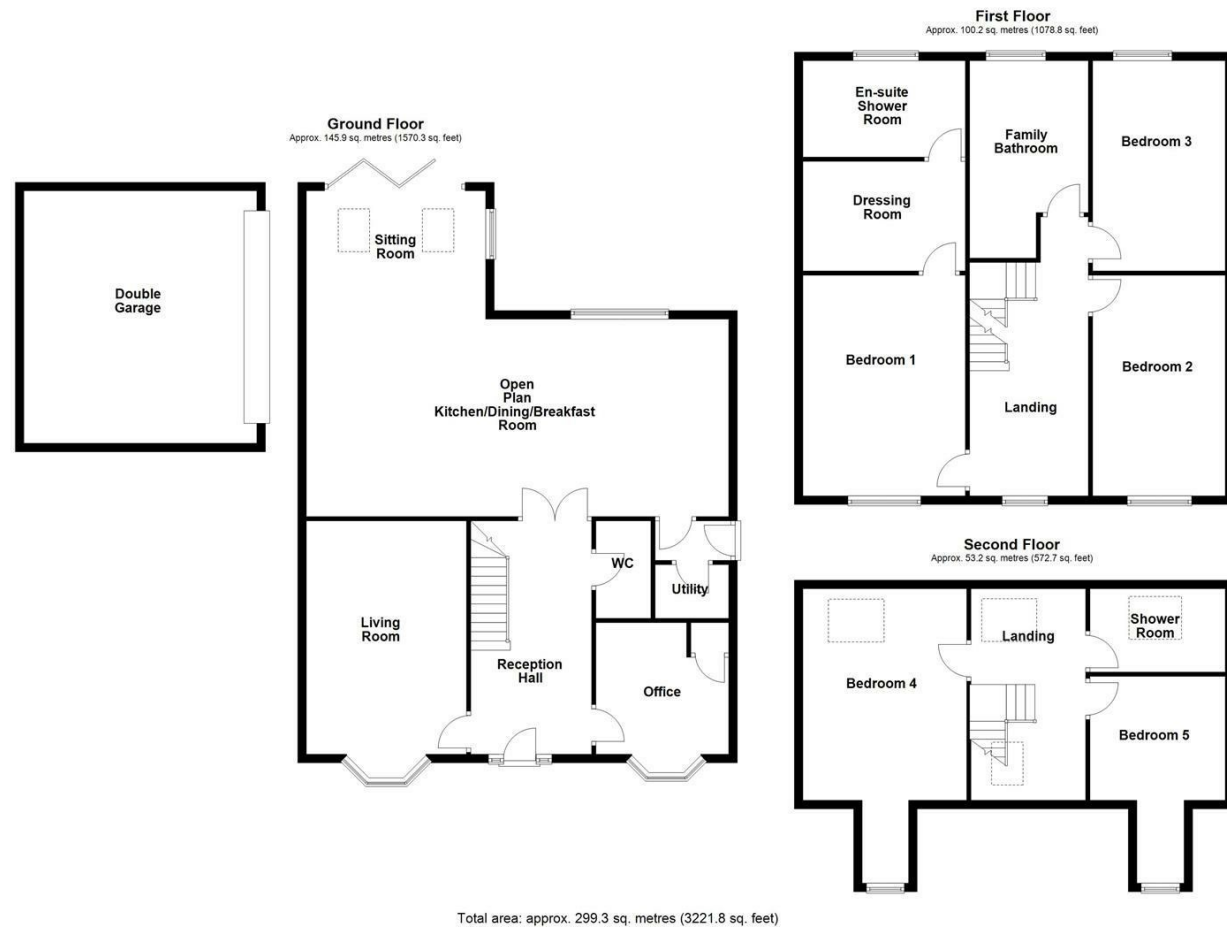 Ground Floor
Approx. 145.9 sq. metres (1570.3 sq. feet)
Double
Garage
Sitting
Room
Open
Plan
Kitchen/Dining/Breakfast
Room
Living
Room
Reception
Hall
WC
Utility
Office
First Floor
Approx. 100.2 sq. metres (1078.8 sq. feet)
En-suite
Shower
Room
Family
Bathroom
Bedroom 3
Dressing
Room
Bedroom 1
Landing
Bedroom 2
Second Floor
Approx. 53.2 sq. metres (572.7 sq. feet)
Bedroom 4
Landing
Shower
Room
Bedroom 5
Total area: approx. 299.3 sq. metres (3221.8 sq. feet)